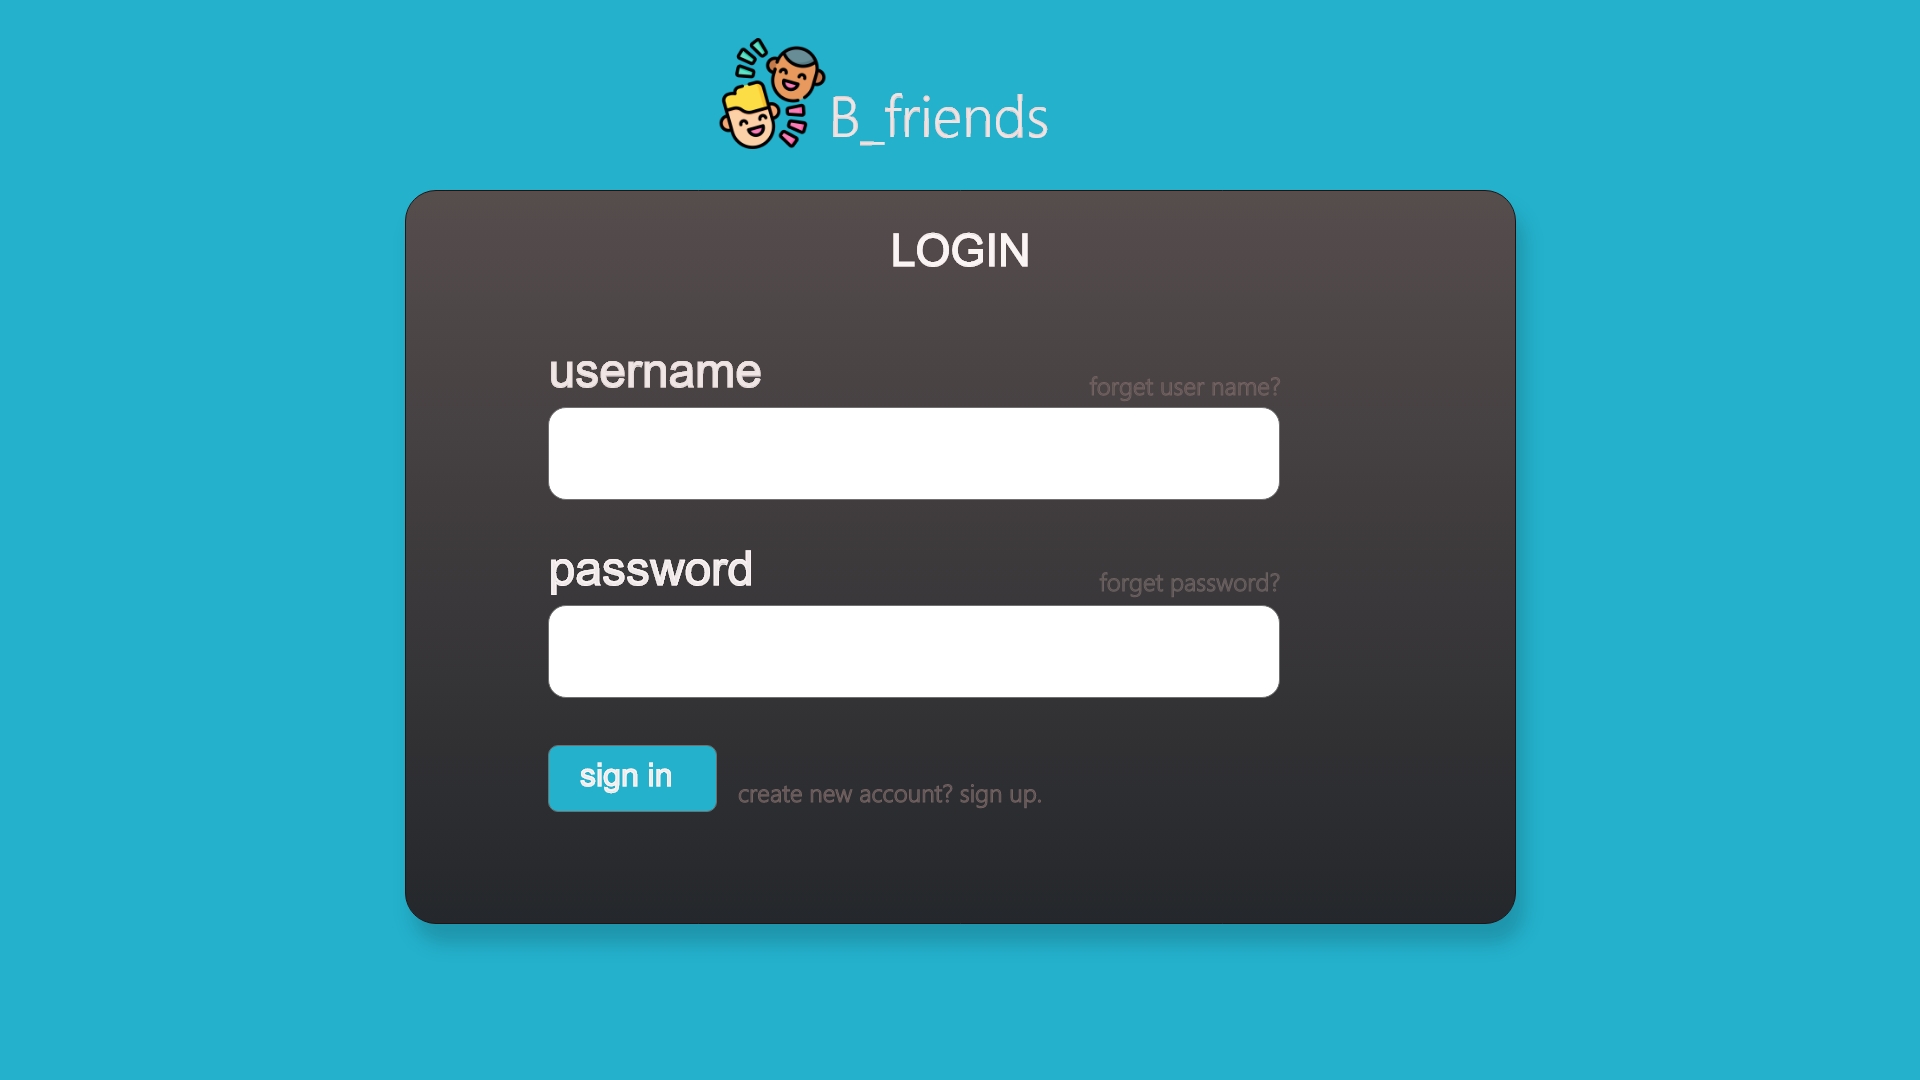 B_friends
LOGIN
username
forget user name?
password
forget password?
sign in
create new account? sign up.